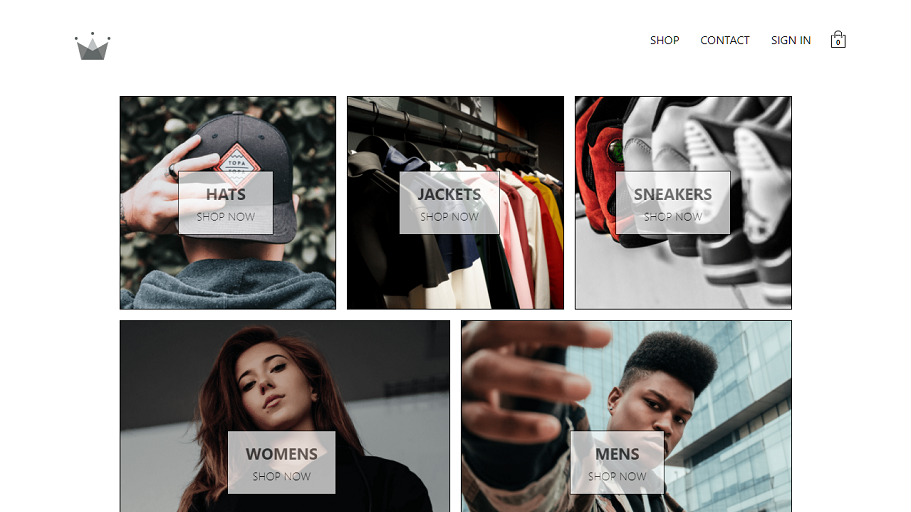 SHOP
CONTACT
SIGN IN
0
TOPA
HATS
SHOP NOW
JACKETS
SHOP NOW
SNEAKERS
SHOP NOW
WOMENS
SHOP NOW
MENS
SHOP NOW